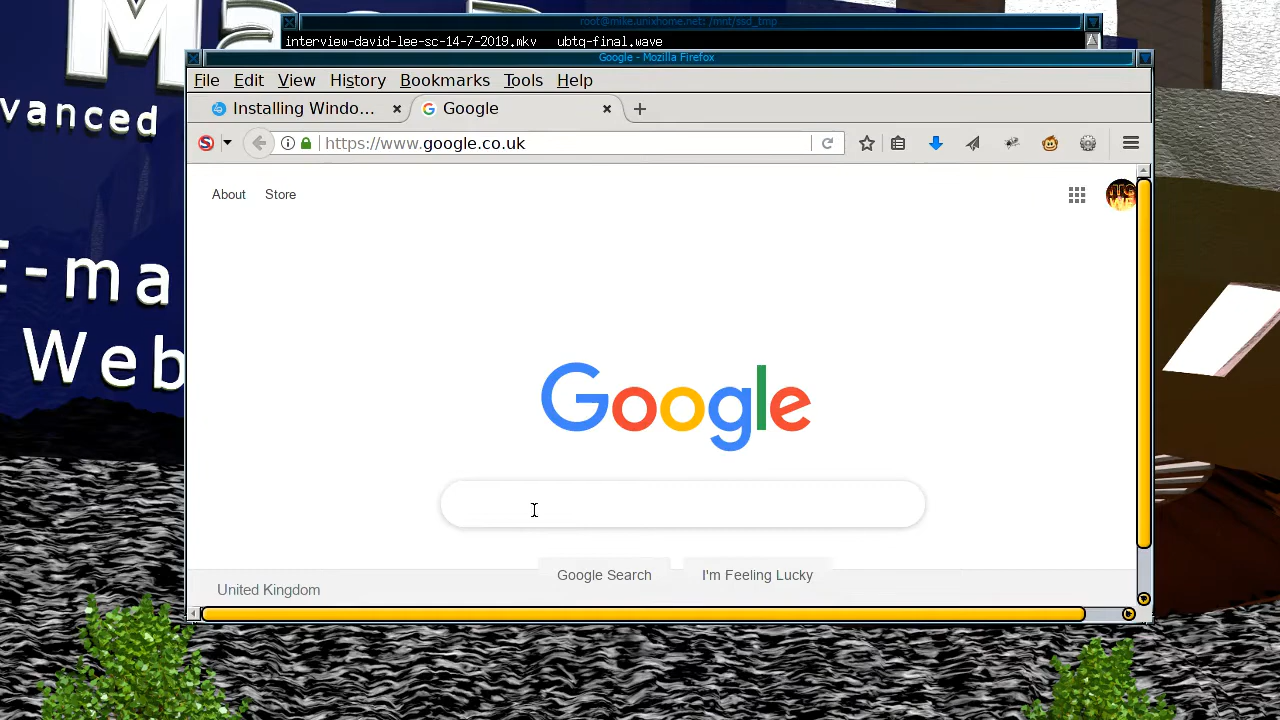 root@mike.unixhome.net: /mnt/ssd_tmp
interview-david-ica-sc-14-7-2019.mkv ubtq-final.wave
Google - Mozilla Firefox
File Edit View History Bookmarks Tools Help
Installing Windo... Google
https://www.google.co.uk
About Store
Google
Google Search I'm Feeling Lucky
United Kingdom
vanced
E-ma
Web